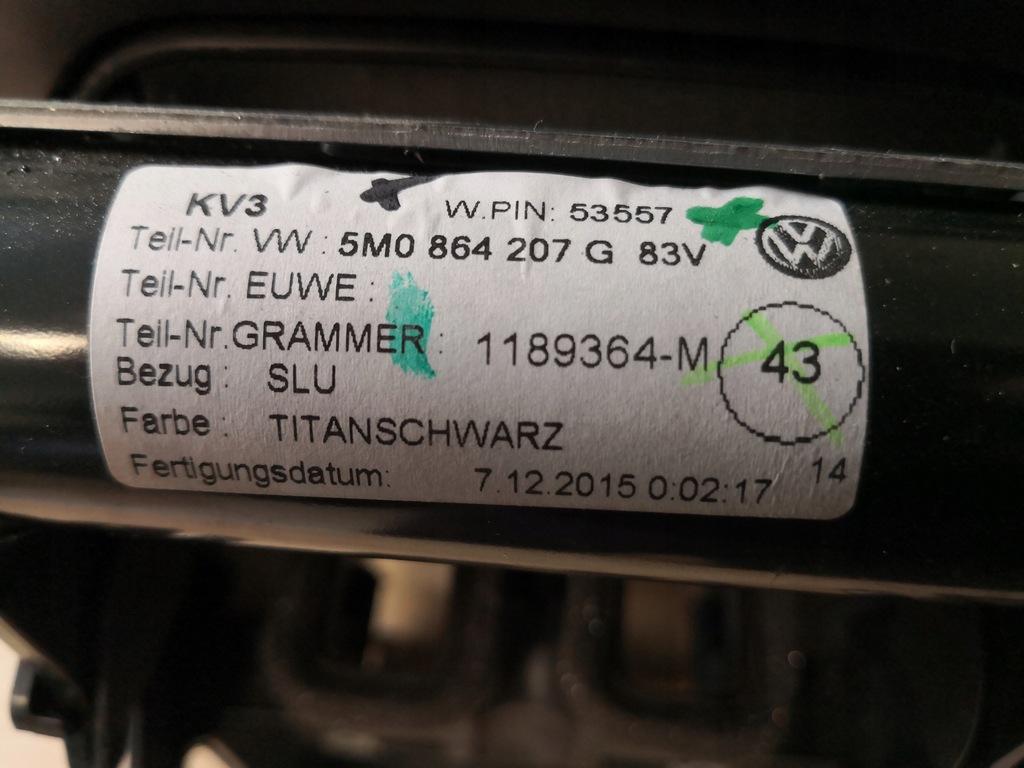 KV3 W.PIN: 53557
Teil-Nr. VW : 5M0 864 207 G 83V
Teil-Nr. EUWE :
Teil-Nr.GRAMMER : 1189364-M
43
Bezug : SLU
Farbe : TITANSCHWARZ
Fertigungsdatum: 7.12.2015 0:02:17 14